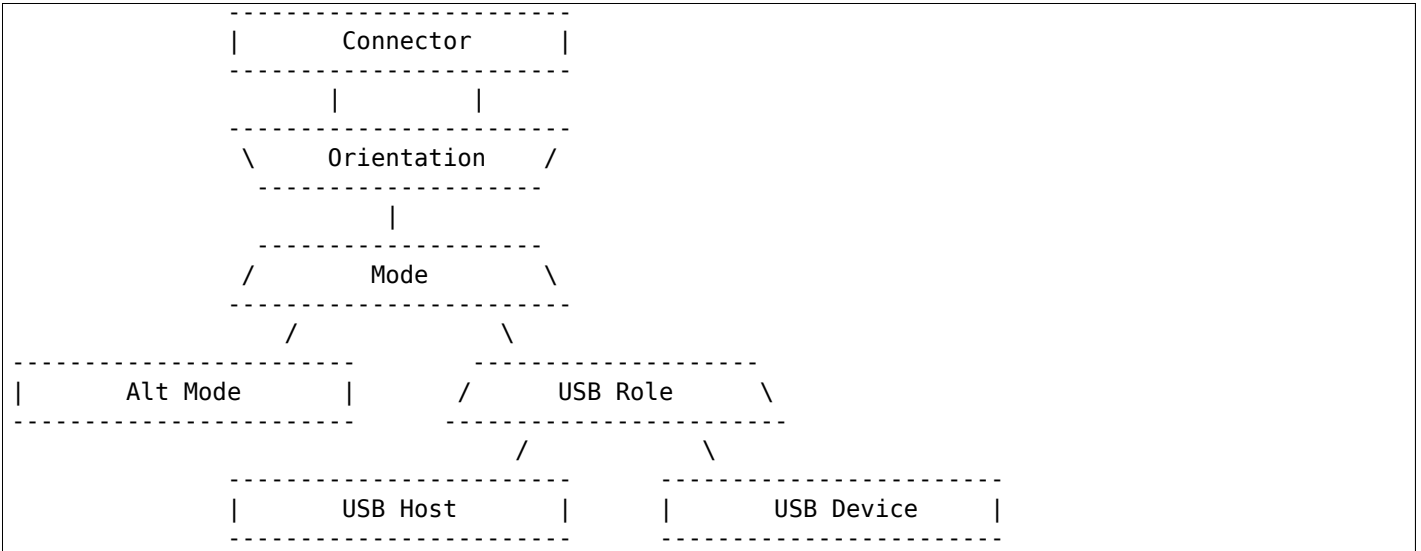 Connector
Orientation
Mode
Alt Mode
USB Role
USB Host
USB Device